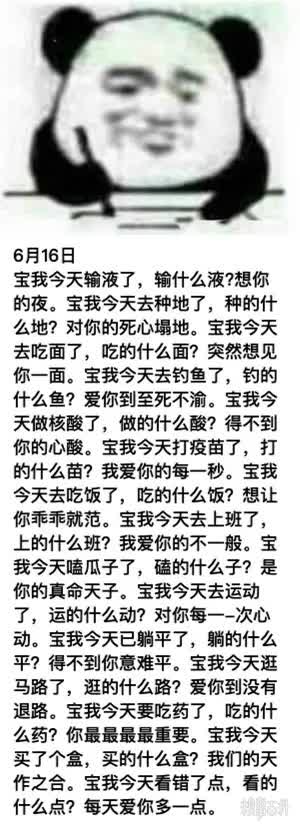 6月16日
宝我今天输液了，输什么液?想你
的夜。宝我今天去种地了，种的什
么地？对你的死心塌地。宝我今天
去吃面了，吃的什么面？突然想见
你一面。宝我今天去钓鱼了，钓的
什么鱼？爱你到至死不渝。宝我今
天做核酸了，做的什么酸？得不到
你的心酸。宝我今天打疫苗了，打
的什么苗？我爱你的每一秒。宝我
今天去吃饭了，吃的什么饭？想让
你乖乖就范。宝我今天去上班了，
上的什么班？我爱你的不一般。宝
我今天嗑瓜子了，磕的什么子？是
你的真命天子。宝我今天去运动
了，运的什么动？对你每一–次心
动。宝我今天已躺平了，躺的什么
平？得不到你意难平。宝我今天逛
马路了，逛的什么路？爱你到没有
退路。宝我今天要吃药了，吃的什
么药？你最最最最重要。宝我今天
买了个盒，买的什么盒？我们的天
作之合。宝我今天看错了点，看的
什么点？每天爱你多一点。